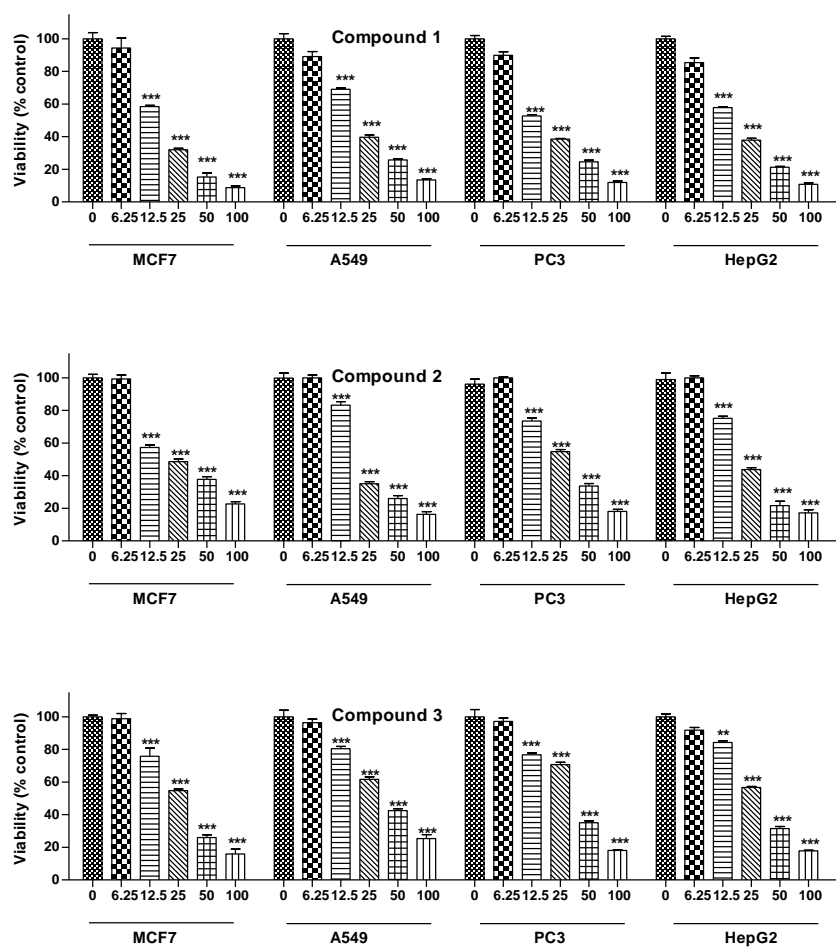 Compound 1
Viability (% control)
100
80
60
40
20
0
*** *** *** ***
*** *** *** ***
*** *** *** ***
*** *** *** ***
0 6.25 12.5 25 50 100
0 6.25 12.5 25 50 100
0 6.25 12.5 25 50 100
0 6.25 12.5 25 50 100
MCF7 A549 PC3 HepG2
Compound 2
Viability (% control)
100
80
60
40
20
0
*** *** *** ***
*** *** *** ***
*** *** *** ***
*** *** *** ***
0 6.25 12.5 25 50 100
0 6.25 12.5 25 50 100
0 6.25 12.5 25 50 100
0 6.25 12.5 25 50 100
MCF7 A549 PC3 HepG2
Compound 3
Viability (% control)
100
80
60
40
20
0
*** *** *** ***
*** *** *** ***
*** *** *** ***
** *** *** ***
0 6.25 12.5 25 50 100
0 6.25 12.5 25 50 100
0 6.25 12.5 25 50 100
0 6.25 12.5 25 50 100
MCF7 A549 PC3 HepG2